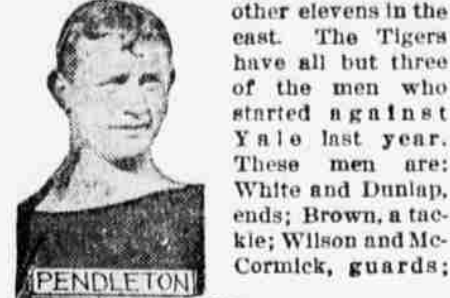 other elevens in the
east. The Tigers
have all but three
of the men who
started against
Yale last year.
These men are:
White and Dunlap,
ends; Brown, a tac-
kle; Wilson and Mc-
Cormick, guards;
PENDLETON